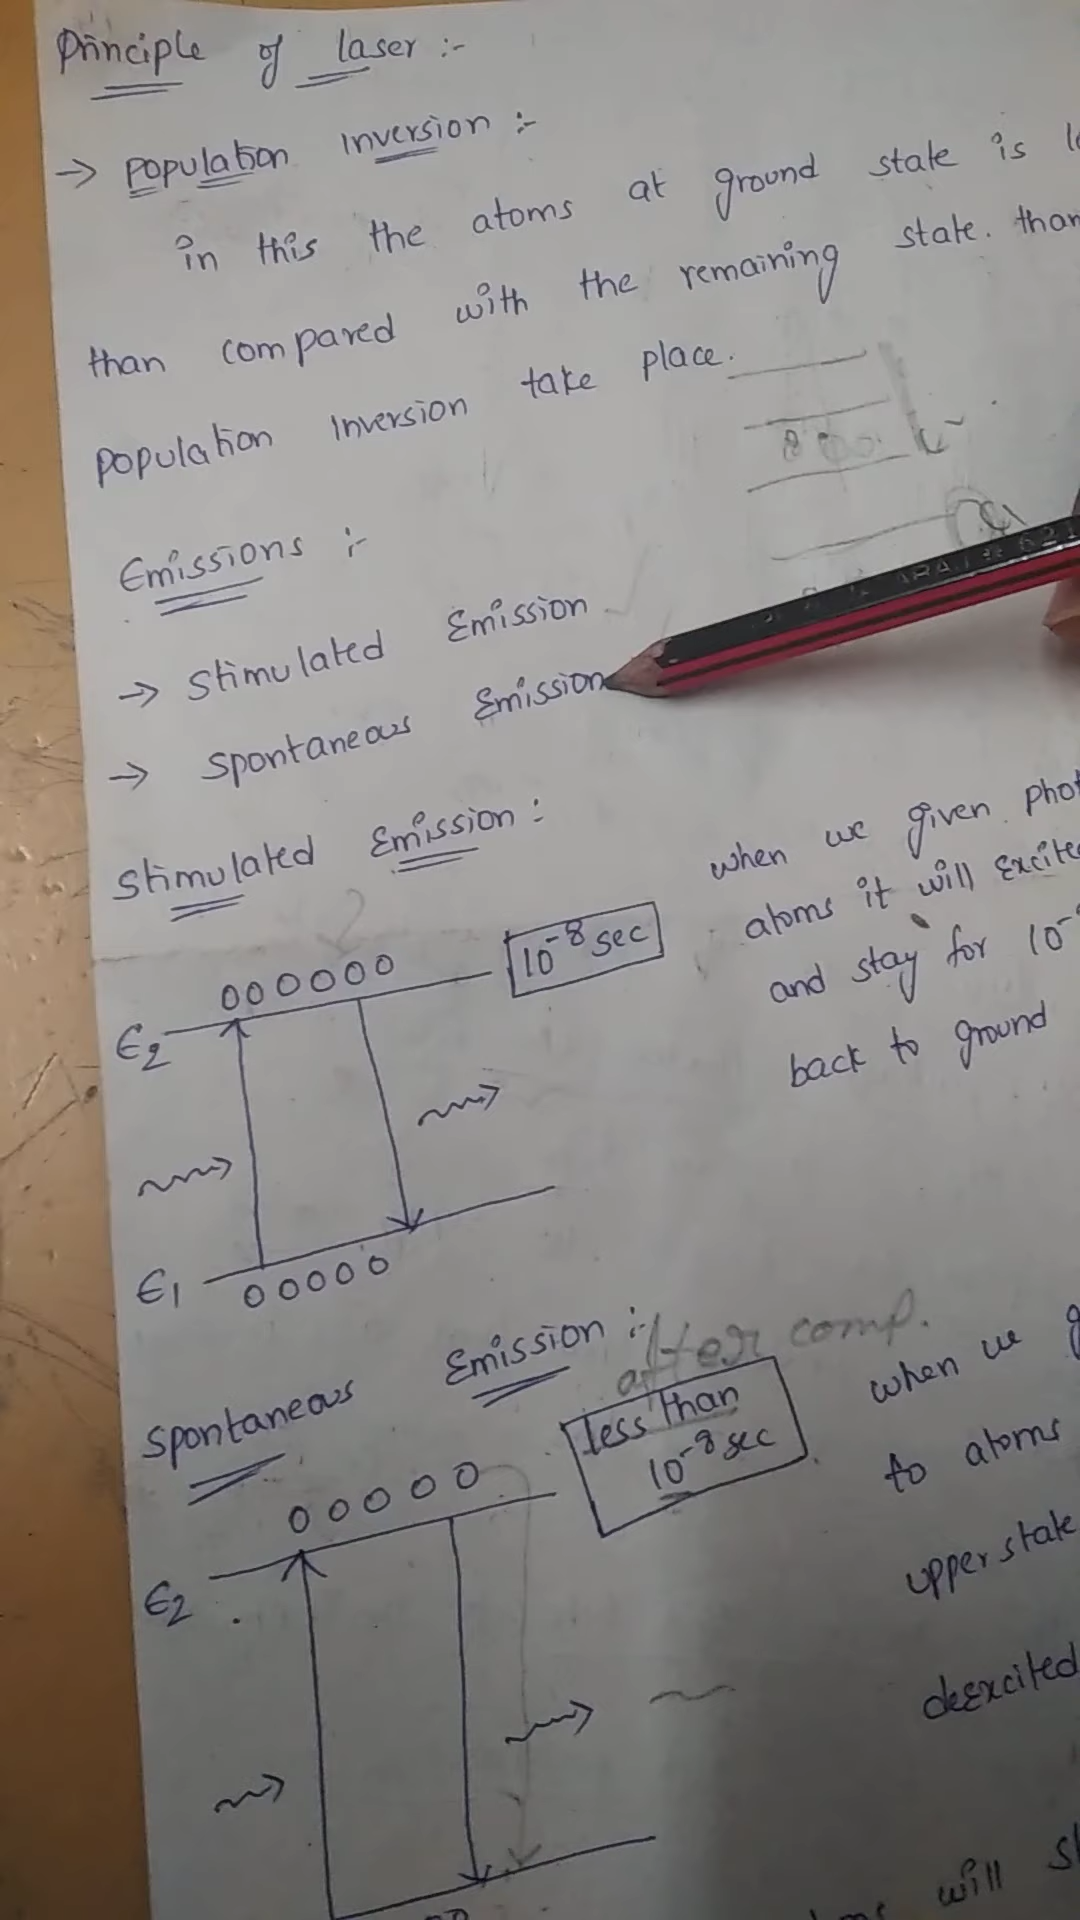 Principle of laser :-
→ Population inversion :-
in this the atoms at ground state is
than compared with the remaining state. than
population inversion take place.
Emissions :-
→ Stimulated Emission
→ Spontaneous Emission
Stimulated Emission :
10⁻⁸ sec
000000
E2
E1
00000
when we given
atoms it will
and stay for 10⁻
back to ground
Spontaneous Emission :-
after comp.
less than
10⁻⁸ sec
00000
E2
when we
to atoms
upper state
deexcited
will